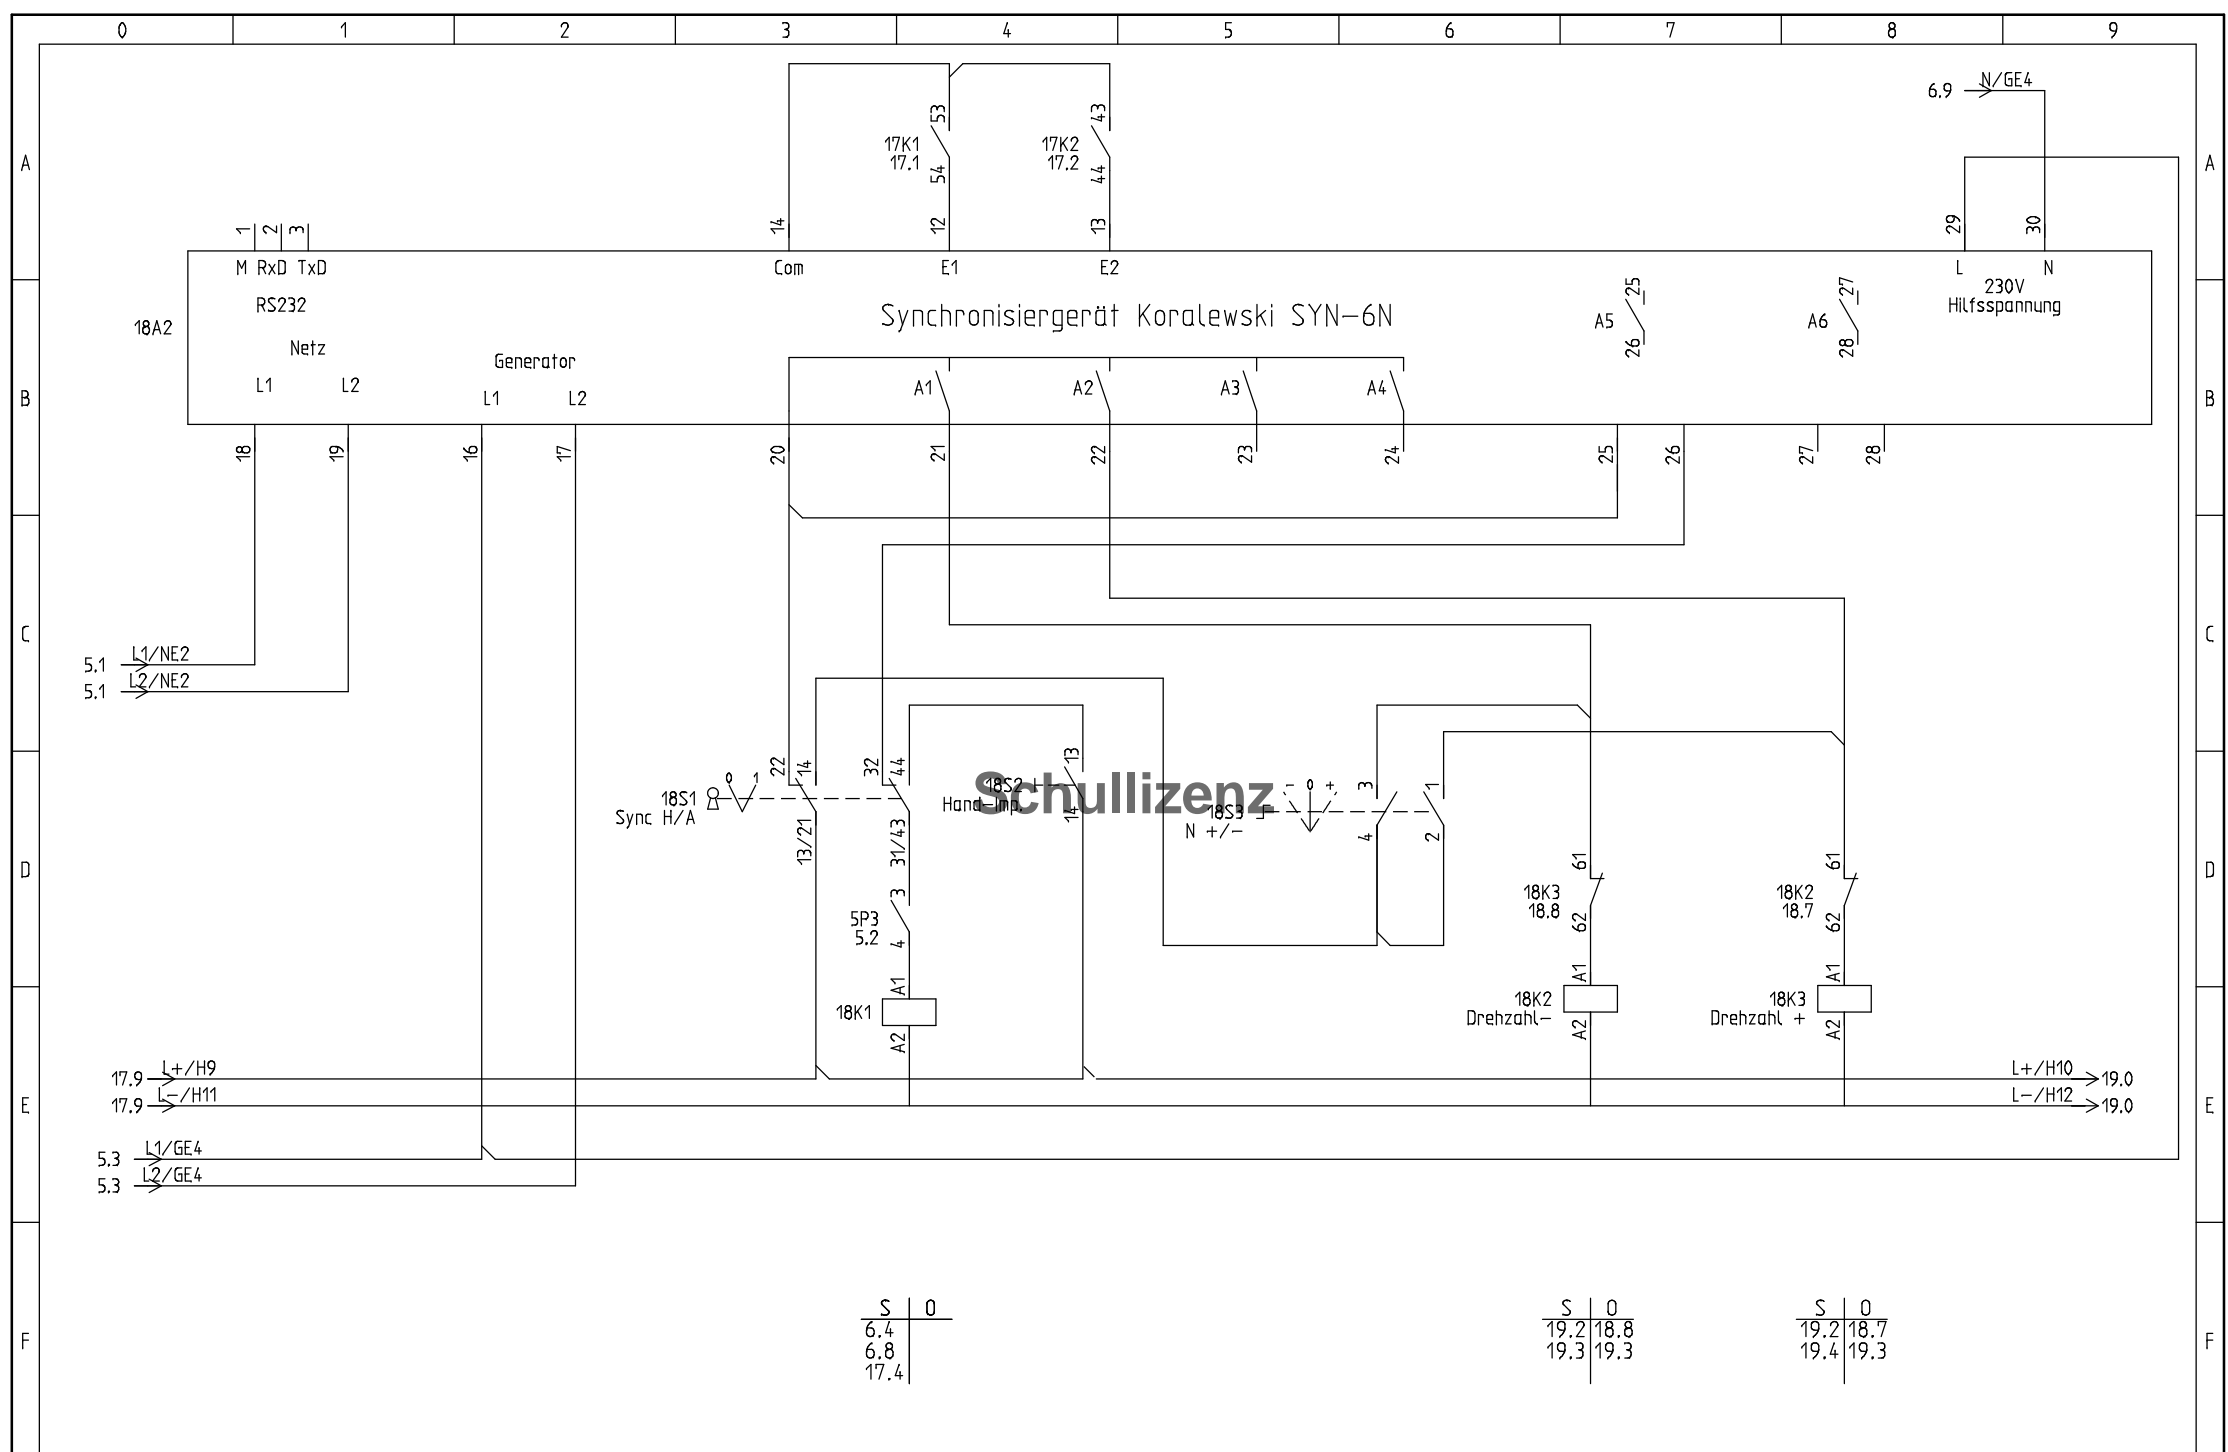 0 1 2 3 4 5 6 7 8 9
N/GE4
6.9
53 43
A 17K1 17K2 A
17.1 17.2
54 44
1 2 3 14 12 13 29 30
M RxD TxD Com E1 E2 L N
25 27
230V
RS232 Hilfsspannung
Synchronisiergerät Koralewski SYN-6N
18A2 A5 A6
26 28
Netz
Generator
L1 L2 A1 A2 A3 A4
B L1 L2 B
18 19 16 17 20 21 22 23 24 25 26 27 28
C C
L1/NE2
5.1
L2/NE2
5.1
22 14 32 44 13
0 1 - 0 +
18S1 18S2 3 1
Sync H/A Hand-Imp. 18S3
Schullizenz
N +/-
13/21 31/43 14 4 2
61 61
D 3 18K3 18K2 D
5P3 18.8 18.7
5.2 62 62
4
A1 A1 A1
18K1 18K2 18K3
Drehzahl- Drehzahl +
A2 A2 A2
L+/H9 L+/H10
17.9 19.0
L-/H11 L-/H12
E 17.9 19.0 E
L1/GE4
5.3
L2/GE4
5.3
S O S O S O
6.4 19.2 18.8 19.2 18.7
F 6.8 19.3 19.3 19.4 19.3 F
17.4